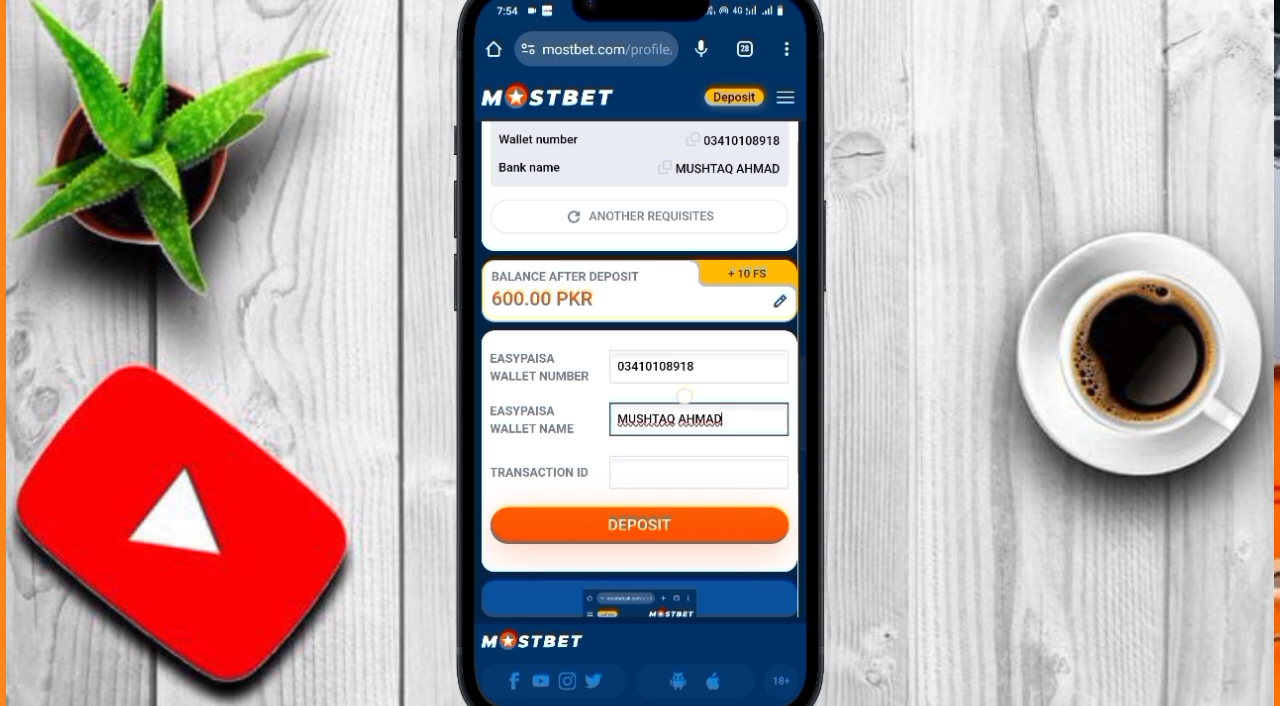 7:54
4G
mostbet.com/profile.
28
MOSTBET
Deposit
Wallet number
03410108918
Bank name
MUSHTAQ AHMAD
ANOTHER REQUISITES
BALANCE AFTER DEPOSIT
+ 10 FS
600.00 PKR
EASYPAISA
WALLET NUMBER
03410108918
EASYPAISA
WALLET NAME
MUSHTAQ AHMAD
TRANSACTION ID
DEPOSIT
MOSTBET
MOSTBET
18+